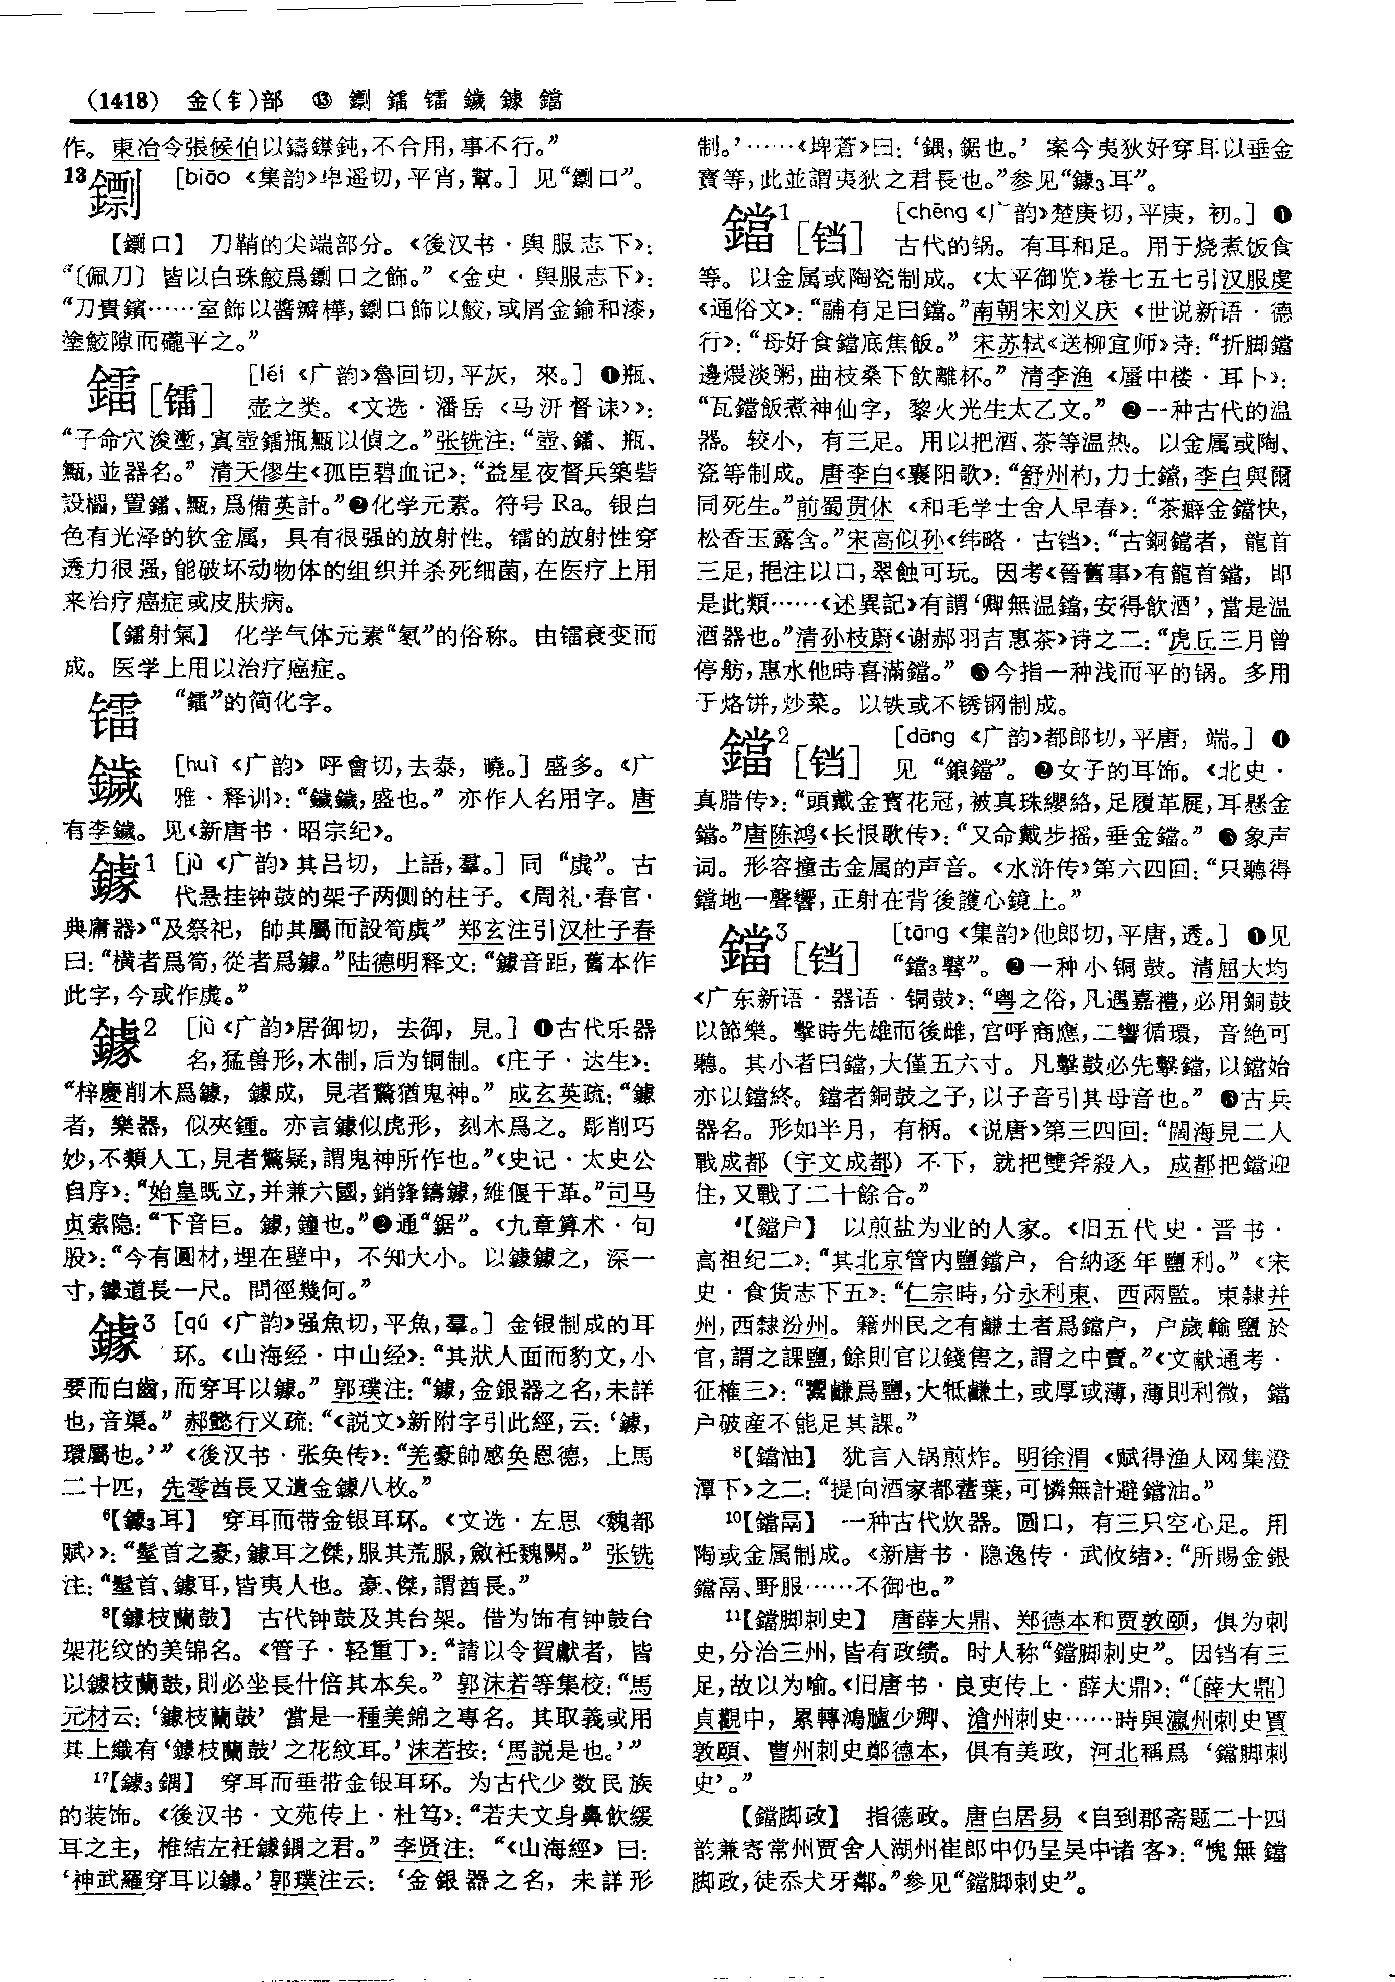 (1418) 金(钅)部 ⑬ 鏢 鐳 镭 鐬 鐻 鐺
作。東冶令張候伯以鑄鐷鈍,不合用,事不行。”
[biāo 《集韵》卑遥切,平肖,幫。] 见“口”。
【口】 刀鞘的尖端部分。《後汉书·舆服志下》:
“〔佩刀〕皆以白珠鮫爲口之飾。”《金史·舆服志下》:
“刀貴鑌……室飾以醬瓣樺,口飾以鮫,或屑金鍮和漆,
塗鮫隙而礲平之。”
鐳[镭] [léi 《广韵》魯回切,平灰,來。] ❶瓶、
壶之类。《文选·潘岳〈马汧督诔〉》:
“子命穴浚塹,寘壺鐳瓶甒以偵之。”张铣注:“壺、鐳、瓶、
甒,並器名。”清天僇生《孤臣碧血记》:“益星夜督兵築砦
設櫑,置鐳、甒,爲備英計。”❷化学元素。符号 Ra。银白
色有光泽的软金属,具有很强的放射性。镭的放射性穿
透力很强,能破坏动物体的组织并杀死细菌,在医疗上用
来治疗癌症或皮肤病。
【鐳射氣】 化学气体元素“氡”的俗称。由镭衰变而
成。医学上用以治疗癌症。
镭 “鐳”的简化字。
鐬 [huì 《广韵》呼會切,去泰,曉。] 盛多。《广
雅·释训》:“鐬鐬,盛也。”亦作人名用字。唐
有李鐬。见《新唐书·昭宗纪》。
鐻1 [jù 《广韵》其吕切,上語,羣。] 同“虡”。古
代悬挂钟鼓的架子两侧的柱子。《周礼·春官·
典庸器》“及祭祀,帥其屬而設筍虡”郑玄注引汉杜子春
曰:“横者爲筍,從者爲鐻。”陆德明释文:“鐻音距,舊本作
此字,今或作虡。”
鐻2 [jù 《广韵》居御切,去御,見。] ❶古代乐器
名,猛兽形,木制,后为铜制。《庄子·达生》:
“梓慶削木爲鐻,鐻成,見者驚猶鬼神。”成玄英疏:“鐻
者,樂器,似夾鍾。亦言鐻似虎形,刻木爲之。彫削巧
妙,不類人工,見者驚疑,謂鬼神所作也。”《史记·太史公
自序》:“始皇既立,并兼六國,銷鋒鑄鐻,維偃干革。”司马
贞索隐:“下音巨。鐻,鐘也。”❷通“鋸”。《九章算术·句
股》:“今有圓材,埋在壁中,不知大小。以鐻鐻之,深一
寸,鐻道長一尺。問徑幾何。”
鐻3 [qú 《广韵》强魚切,平魚,羣。] 金银制成的耳
环。《山海经·中山经》:“其狀人面而豹文,小
要而白齒,而穿耳以鐻。”郭璞注:“鐻,金銀器之名,未詳
也,音渠。”郝懿行义疏:“《説文》新附字引此經,云:‘鐻,
環屬也。’”《後汉书·张奂传》:“羌豪帥感奂恩德,上馬
二十匹,先零酋長又遺金鐻八枚。”
6【鐻3耳】 穿耳而带金银耳环。《文选·左思〈魏都
赋〉》:“髽首之豪,鐻耳之傑,服其荒服,斂衽魏闕。”张铣
注:“髽首、鐻耳,皆夷人也。豪、傑,謂酋長。”
8【鐻枝蘭鼓】 古代钟鼓及其台架。借为饰有钟鼓台
架花纹的美锦名。《管子·轻重丁》:“請以令賀獻者,皆
以鐻枝蘭鼓,則必坐長什倍其本矣。”郭沫若等集校:“馬
元材云:‘鐻枝蘭鼓’當是一種美錦之專名。其取義或用
其上織有‘鐻枝蘭鼓’之花紋耳。’沫若按:‘馬説是也。’”
17【鐻3鍝】 穿耳而垂带金银耳环。为古代少数民族
的装饰。《後汉书·文苑传上·杜笃》:“若夫文身鼻飲緩
耳之主,椎結左衽鐻鍝之君。”李贤注:“《山海經》曰:
‘神武羅穿耳以鐻。’郭璞注云:‘金銀器之名,未詳形
制。’……《埤蒼》曰:‘鍝,鋸也。’案今夷狄好穿耳以垂金
寳等,此並謂夷狄之君長也。”参见“鐻3耳”。
鐺1[铛] [chēng 《广韵》楚庚切,平庚,初。] ❶
古代的锅。有耳和足。用于烧煮饭食
等。以金属或陶瓷制成。《太平御览》卷七五七引汉服虔
《通俗文》:“鬴有足曰鐺。”南朝宋刘义庆《世说新语·德
行》:“母好食鐺底焦飯。”宋苏轼《送柳宜师》诗:“折脚鐺
邊煨淡粥,曲枝桑下飲離杯。”清李渔《蜃中楼·耳卜》:
“瓦鐺飯煮神仙字,黎火光生太乙文。”❷一种古代的温
器。较小,有三足。用以把酒、茶等温热。以金属或陶、
瓷等制成。唐李白《襄阳歌》:“舒州杓,力士鐺,李白與爾
同死生。”前蜀贯休《和毛学士舍人早春》:“茶癖金鐺快,
松香玉露含。”宋高似孙《纬略·古铛》:“古銅鐺者,龍首
三足,挹注以口,翠蝕可玩。因考《晉舊事》有龍首鐺,即
是此類……《述異記》有謂‘卿無温鐺,安得飲酒’,當是温
酒器也。”清孙枝蔚《谢郝羽吉惠茶》诗之二:“虎丘三月曾
停舫,惠水他時喜滿鐺。”❸今指一种浅而平的锅。多用
于烙饼,炒菜。以铁或不锈钢制成。
鐺2[铛] [dāng 《广韵》都郎切,平唐,端。] ❶
见“鋃鐺”。❷女子的耳饰。《北史·
真腊传》:“頭戴金寳花冠,被真珠纓絡,足履革屣,耳懸金
鐺。”唐陈鸿《长恨歌传》:“又命戴步摇,垂金鐺。”❸象声
词。形容撞击金属的声音。《水浒传》第六四回:“只聽得
鐺地一聲響,正射在背後護心鏡上。”
鐺3[铛] [tāng 《集韵》他郎切,平唐,透。] ❶见
“鐺3鼛”。❷一种小铜鼓。清屈大均
《广东新语·器语·铜鼓》:“粤之俗,凡遇嘉禮,必用銅鼓
以節樂。擊時先雄而後雌,宫呼商應,二響循環,音絶可
聽。其小者曰鐺,大僅五六寸。凡擊鼓必先擊鐺,以鐺始
亦以鐺終。鐺者銅鼓之子,以子音引其母音也。”❸古兵
器名。形如半月,有柄。《说唐》第三四回:“闊海見二人
戰成都(宇文成都)不下,就把雙斧殺入,成都把鐺迎
住,又戰了二十餘合。”
4【鐺户】 以煎盐为业的人家。《旧五代史·晋书·
高祖纪二》:“其北京管内鹽鐺户,合納逐年鹽利。”《宋
史·食货志下五》:“仁宗時,分永利東、西兩監。東隸并
州,西隸汾州。籍州民之有鹻土者爲鐺户,户歲輸鹽於
官,謂之課鹽,餘則官以錢售之,謂之中賣。”《文献通考·
征榷三》:“鬻鹻爲鹽,大牴鹻土,或厚或薄,薄則利微,鐺
户破産不能足其課。”
8【鐺油】 犹言入锅煎炸。明徐渭《赋得渔人网集澄
潭下》之二:“提向酒家都藿葉,可憐無計避鐺油。”
10【鐺鬲】 一种古代炊器。圆口,有三只空心足。用
陶或金属制成。《新唐书·隐逸传·武攸绪》:“所賜金銀
鐺鬲、野服……不御也。”
11【鐺脚刺史】 唐薛大鼎、郑德本和贾敦颐,俱为刺
史,分治三州,皆有政绩。时人称“鐺脚刺史”。因铛有三
足,故以为喻。《旧唐书·良吏传上·薛大鼎》:“〔薛大鼎〕
貞觀中,累轉鴻臚少卿、滄州刺史……時與瀛州刺史賈
敦頤、曹州刺史鄭德本,俱有美政,河北稱爲‘鐺脚刺
史’。”
【鐺脚政】 指德政。唐白居易《自到郡斋题二十四
韵兼寄常州贾舍人湖州崔郎中仍呈吴中诸客》:“愧無鐺
脚政,徒忝犬牙鄰。”参见“鐺脚刺史”。